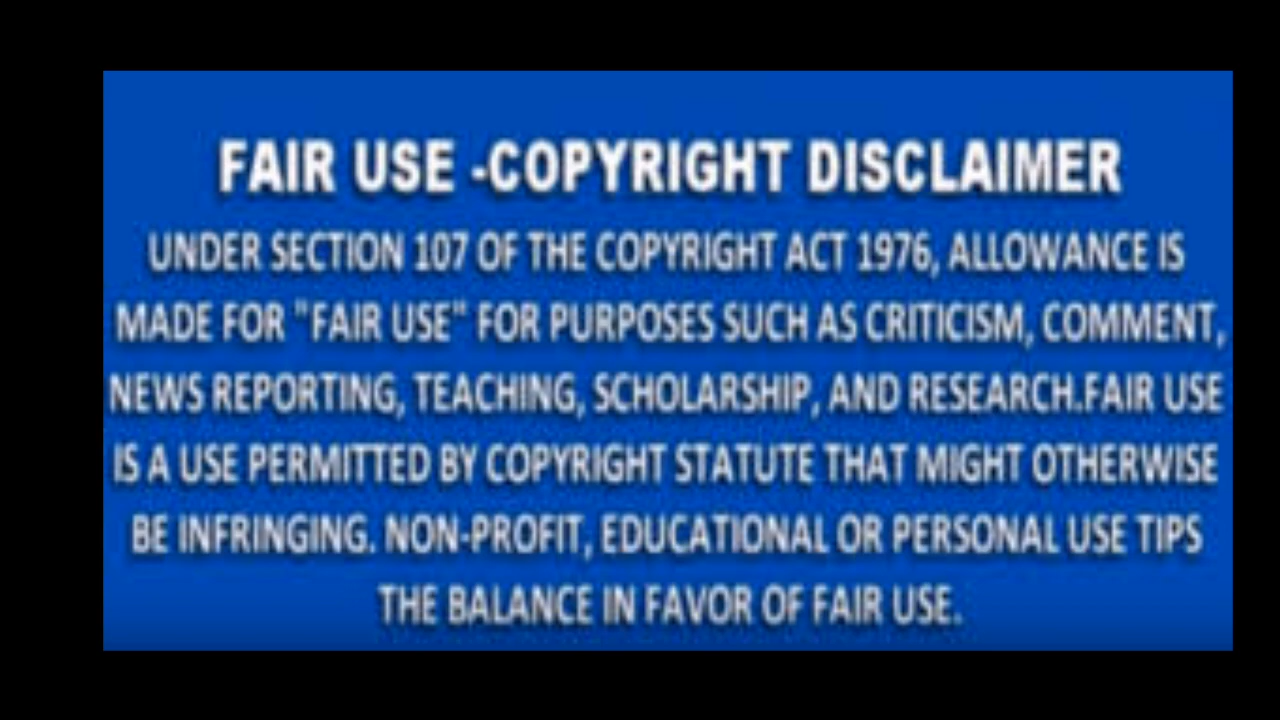 FAIR USE -COPYRIGHT DISCLAIMER
UNDER SECTION 107 OF THE COPYRIGHT ACT 1976, ALLOWANCE IS
MADE FOR "FAIR USE" FOR PURPOSES SUCH AS CRITICISM, COMMENT,
NEWS REPORTING, TEACHING, SCHOLARSHIP, AND RESEARCH.FAIR USE
IS A USE PERMITTED BY COPYRIGHT STATUTE THAT MIGHT OTHERWISE
BE INFRINGING. NON-PROFIT, EDUCATIONAL OR PERSONAL USE TIPS
THE BALANCE IN FAVOR OF FAIR USE.